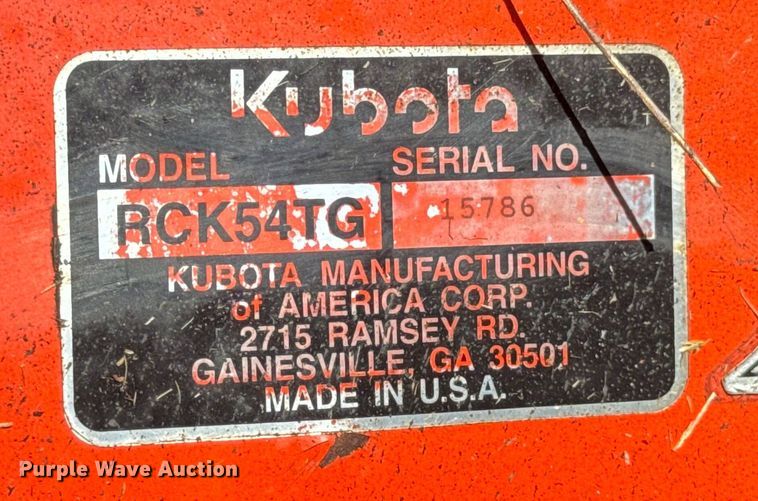 Kubota
MODEL SERIAL NO.
RCK54TG 15786
KUBOTA MANUFACTURING
of AMERICA CORP.
2715 RAMSEY RD.
GAINESVILLE, GA 30501
MADE IN U.S.A.
Purple Wave Auction